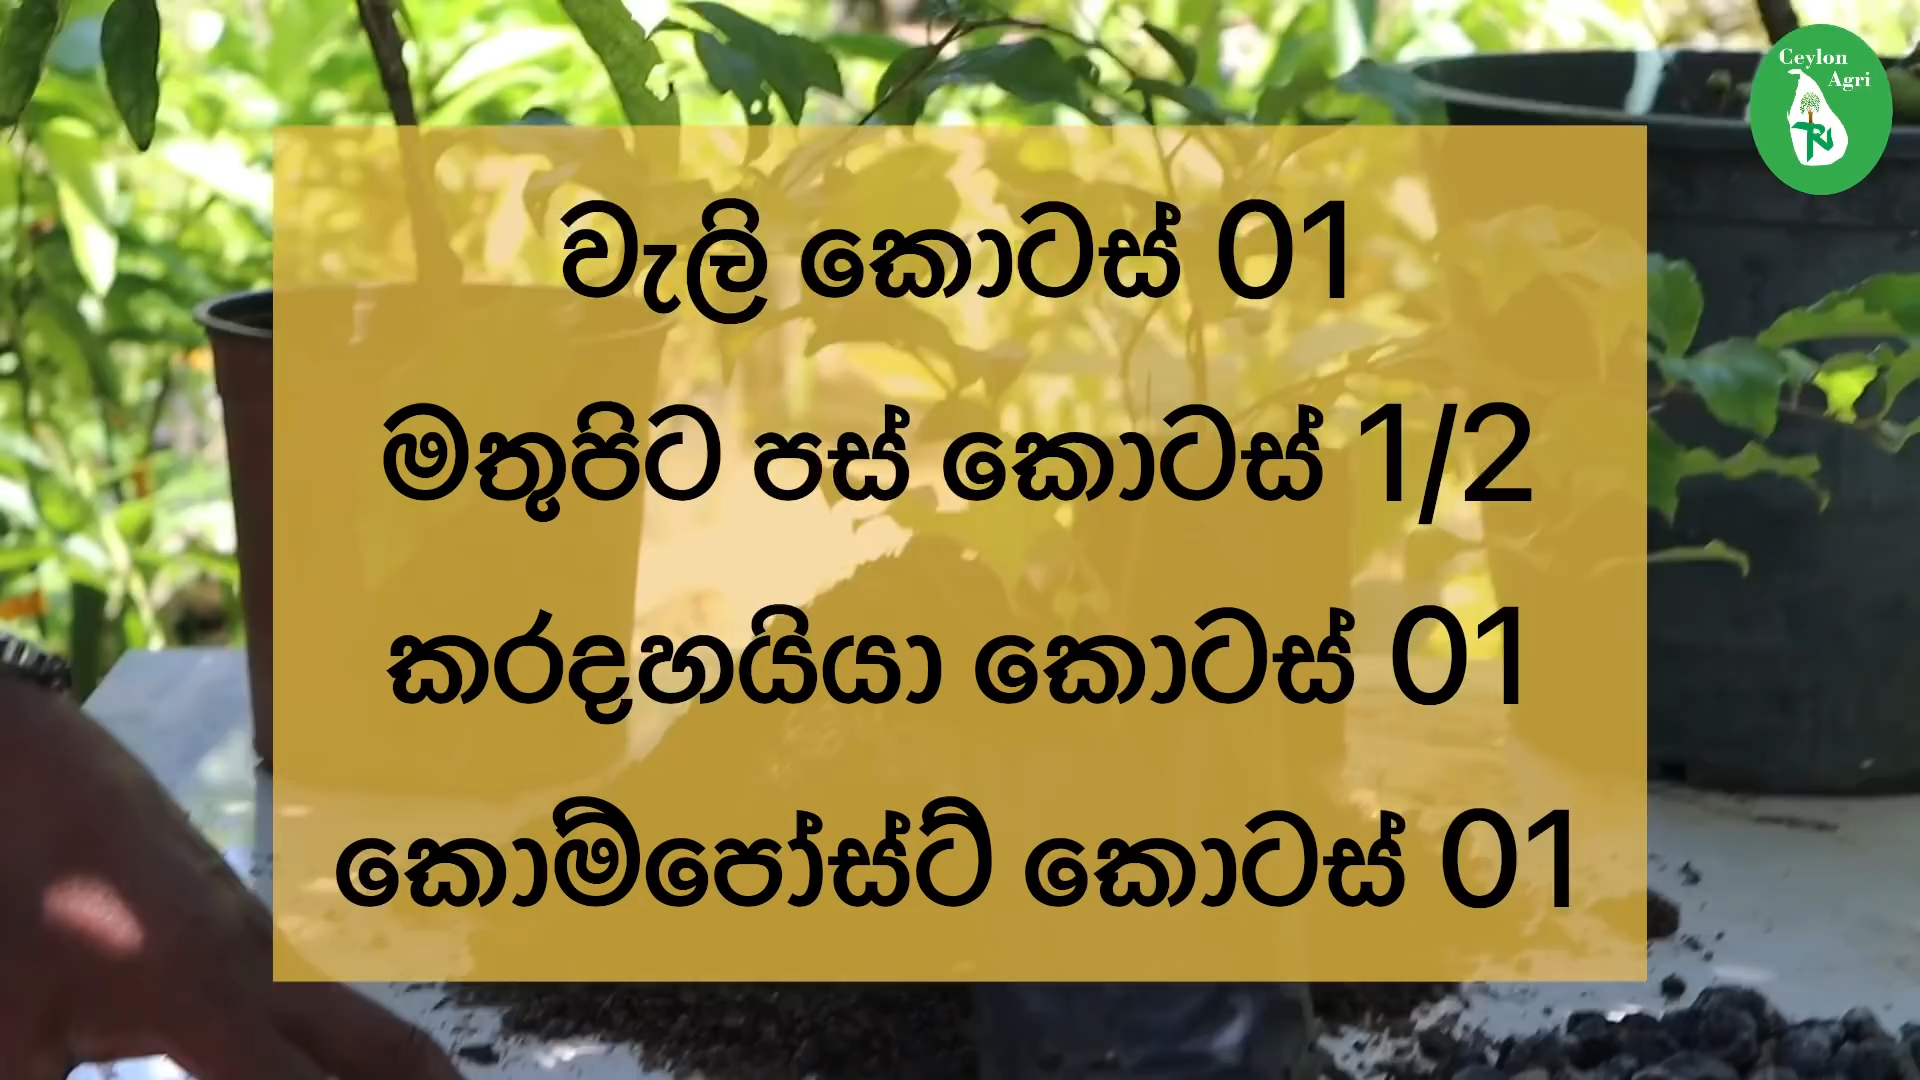 Ceylon
Agri
වැලි කොටස් 01
මතුපිට පස් කොටස් 1/2
කරදහයියා කොටස් 01
කොම්පෝස්ට් කොටස් 01